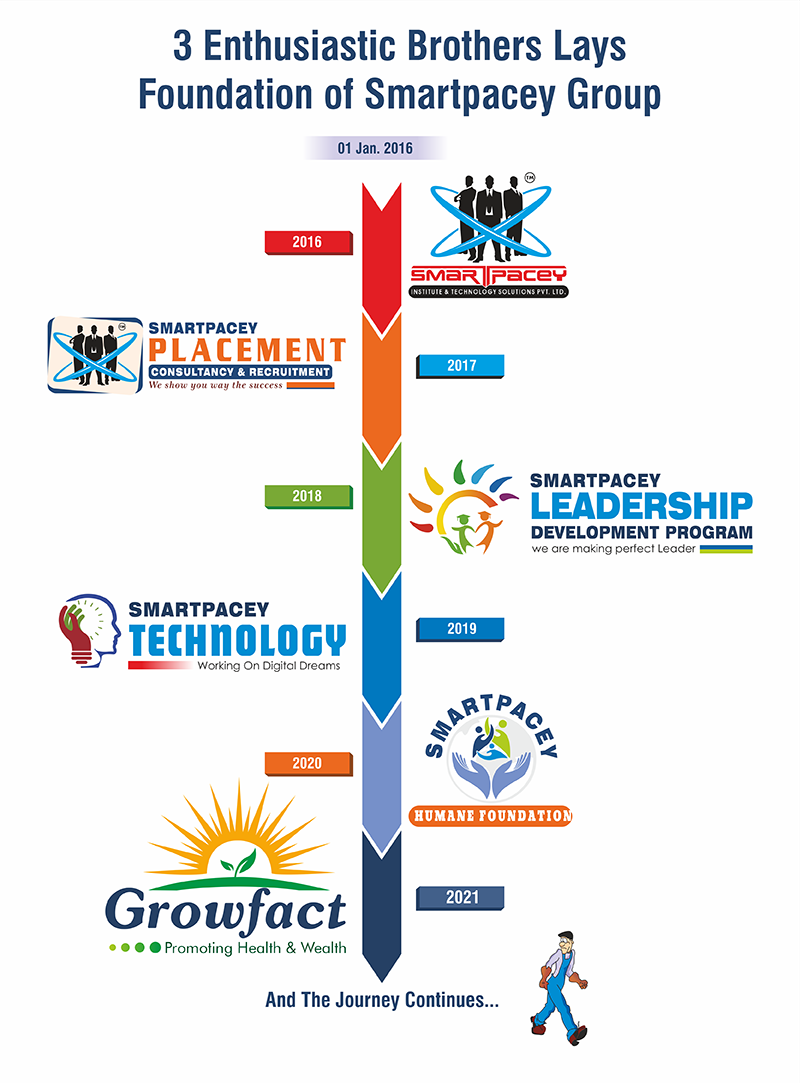 3 Enthusiastic Brothers Lays
Foundation of Smartpacey Group
01 Jan. 2016
2016
TM
SMARTPACEY
INSTITUTE & TECHNOLOGY SOLUTIONS PVT. LTD.
TM
SMARTPACEY
PLACEMENT
CONSULTANCY & RECRUITMENT
We show you way the success
2017
2018
SMARTPACEY
LEADERSHIP
DEVELOPMENT PROGRAM
we are making perfect Leader
SMARTPACEY
TECHNOLOGY
Working On Digital Dreams
2019
2020
SMARTPACEY
HUMANE FOUNDATION
Growfact
Promoting Health & Wealth
2021
And The Journey Continues...